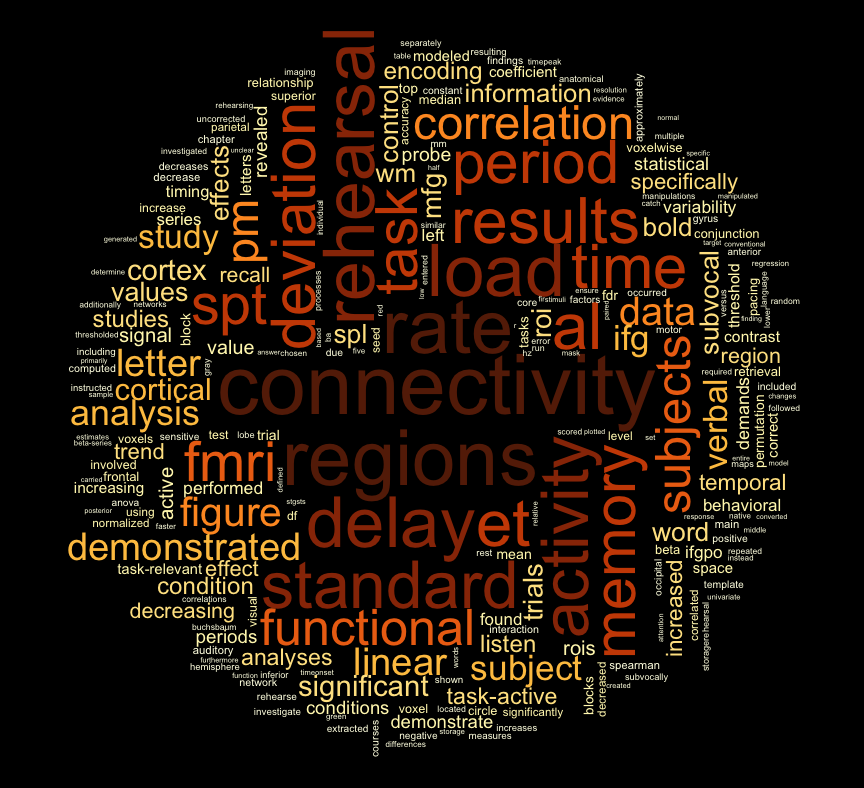 separately
table modeled resulting
imaging encoding findings timepeak
relationship top coefficient anatomical
superior constant information resolution
rehearsing median evidence
rehearsal
control
accuracy
approximately
uncorrected
parietal
revealed
deviation
correlation
normal
chapter
letters
mm
probe
period
multiple
voxelwise
investigated
unclear
specific
effects
decreases
decrease
wm
half
statistical
specifically
timing
task
mfg
manipulations
manipulated
increase
series
pm
individual
similar
left
results
catch
variability
gyrus
bold
conjunction
generated
study
target
conventional
anterior
determine
cortex
recall
processes
entered
low
load
time
subvocal
versus
threshold
finding
pacing
regression
lower
language
additionally
networks
values
spt
red
core
firststimuli
ensure
factors
fdr
occurred
paired
random
studies
block
based
ba
spl
seed
rate
r
tasks
roi
al
data
motor
thresholded
signal
value
answer
chosen
due
five
error
run
hz
mask
ifg
contrast
including
primarily
computed
letter
gray
connectivity
subjects
verbal
region
required
retrieval
instructed
sample
cortical
demands
included
changes
analysis
permutation
followed
correct
estimates
beta-series
voxels
sensitive
test
lobe
trial
scored
plotted
level
set
entire
maps
model
carried
trend
involved
frontal
increasing
active
fmri
performed
defined
regions
activity
memory
temporal
posterior
anova
using
normalized
faster
figure
df
stgsts
delay
et
relative
behavioral
response
native
converted
word
main
middle
positive
demonstrated
rest
mean
beta
ifgpo
repeated
instead
task-relevant
effect
standard
trials
occipital
increased
space
condition
template
correlations
univariate
decreasing
visual
functional
found
interaction
attention
correlated
storagerehearsal
buchsbaum
periods
auditory
listen
rois
furthermore
hemisphere
analyses
linear
words
subject
spearman
function
inferior
timeonset
shown
subvocally
network
significant
blocks
decreased
created
rehearse
task-active
investigate
conditions
voxel
located
circle
significantly
green
extracted
demonstrate
courses
negative
storage
increases
measures
differences